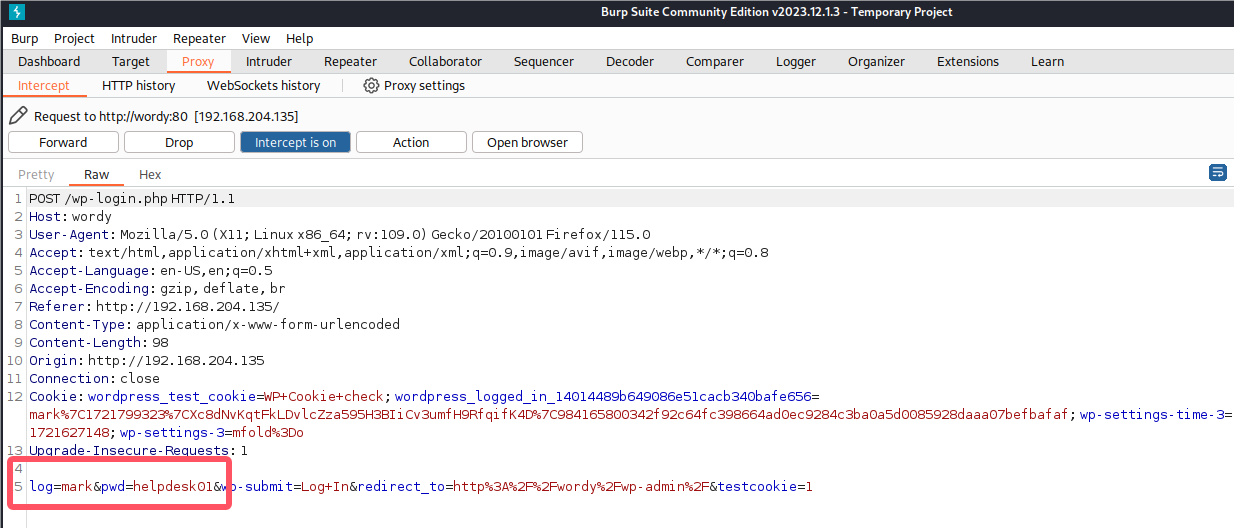 Burp Suite Community Edition v2023.12.1.3 - Temporary Project
Burp Project Intruder Repeater View Help
Dashboard Target Proxy Intruder Repeater Collaborator Sequencer Decoder Comparer Logger Organizer Extensions Learn
Intercept HTTP history WebSockets history Proxy settings
Request to http://wordy:80 [192.168.204.135]
Forward Drop Intercept is on Action Open browser
Pretty Raw Hex
1 POST /wp-login.php HTTP/1.1
2 Host: wordy
3 User-Agent: Mozilla/5.0 (X11; Linux x86_64; rv:109.0) Gecko/20100101 Firefox/115.0
4 Accept: text/html,application/xhtml+xml,application/xml;q=0.9,image/avif,image/webp,*/*;q=0.8
5 Accept-Language: en-US,en;q=0.5
6 Accept-Encoding: gzip, deflate, br
7 Referer: http://192.168.204.135/
8 Content-Type: application/x-www-form-urlencoded
9 Content-Length: 98
10 Origin: http://192.168.204.135
11 Connection: close
12 Cookie: wordpress_test_cookie=WP+Cookie+check; wordpress_logged_in_14014489b649086e51cacb340bafe656=
mark%7C1721799323%7CXc8dNvKqtFkLDvlcZza595H3BIiCv3umfH9RfqifK4D%7C984165800342f92c64fc398664ad0ec9284c3ba0a5d0085928daaa07befbafaf; wp-settings-time-3=
1721627148; wp-settings-3=mfold%3Do
13 Upgrade-Insecure-Requests: 1
4
5 log=mark&pwd=helpdesk01&wp-submit=Log+In&redirect_to=http%3A%2F%2Fwordy%2Fwp-admin%2F&testcookie=1